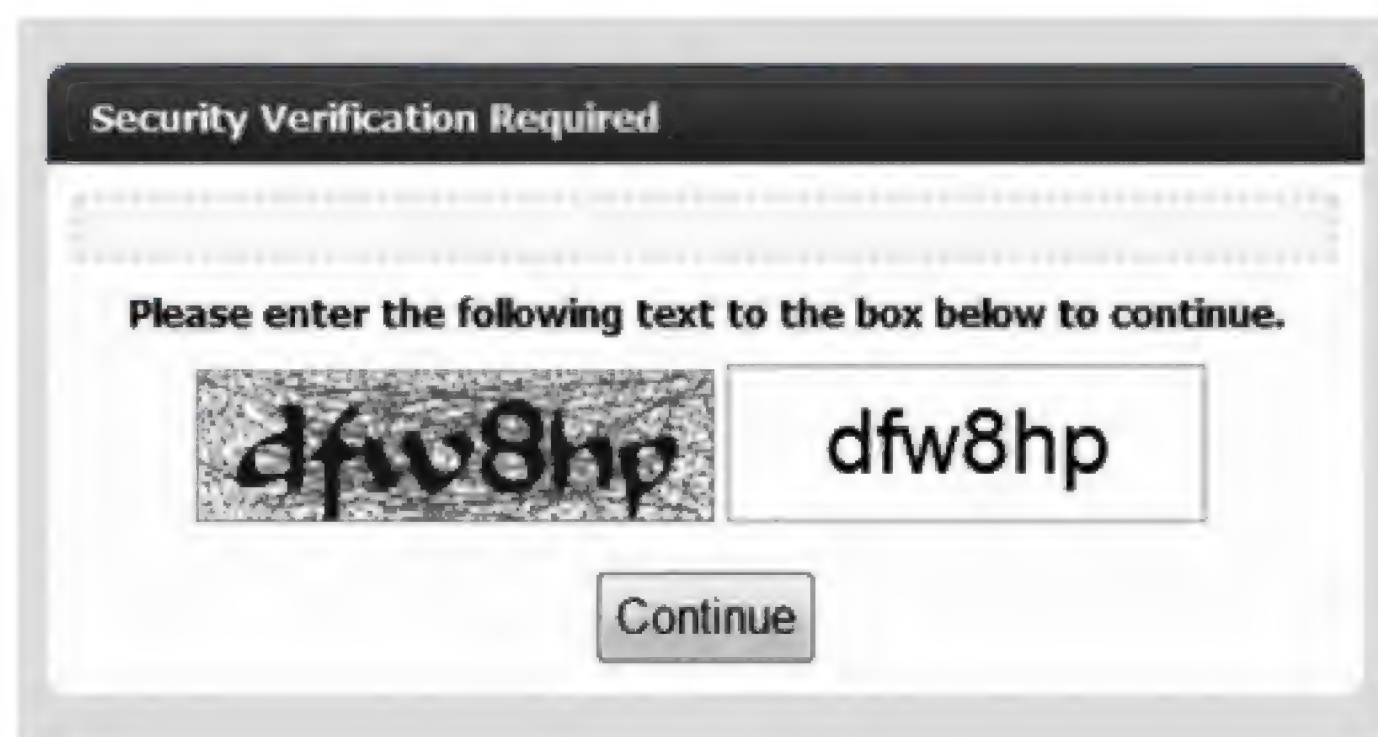 Security Verification Required
Please enter the following text to the box below to continue.
dfw8hp dfw8hp
Continue